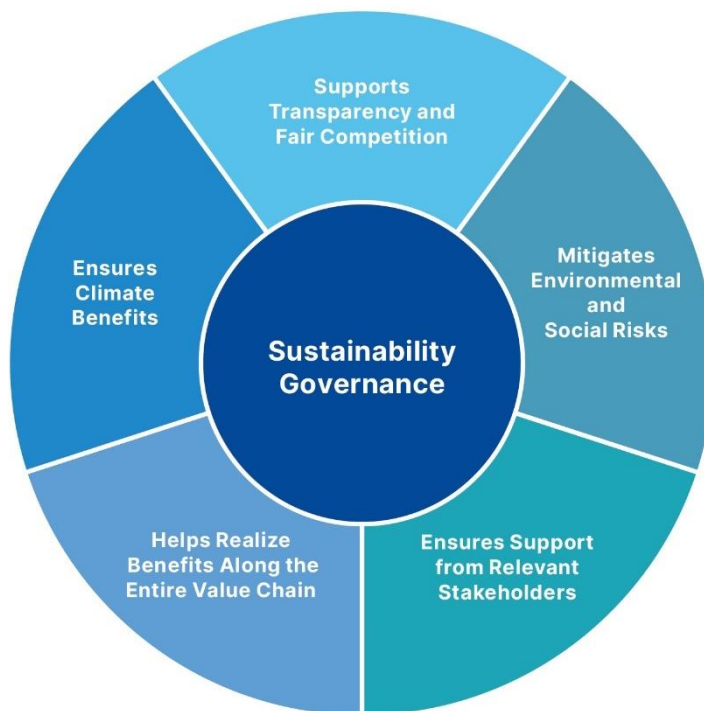 Supports
Transparency and
Fair Competition
Mitigates
Environmental
and
Social Risks
Ensures
Climate
Benefits
Sustainability
Governance
Helps Realize
Benefits Along the
Entire Value Chain
Ensures Support
from Relevant
Stakeholders